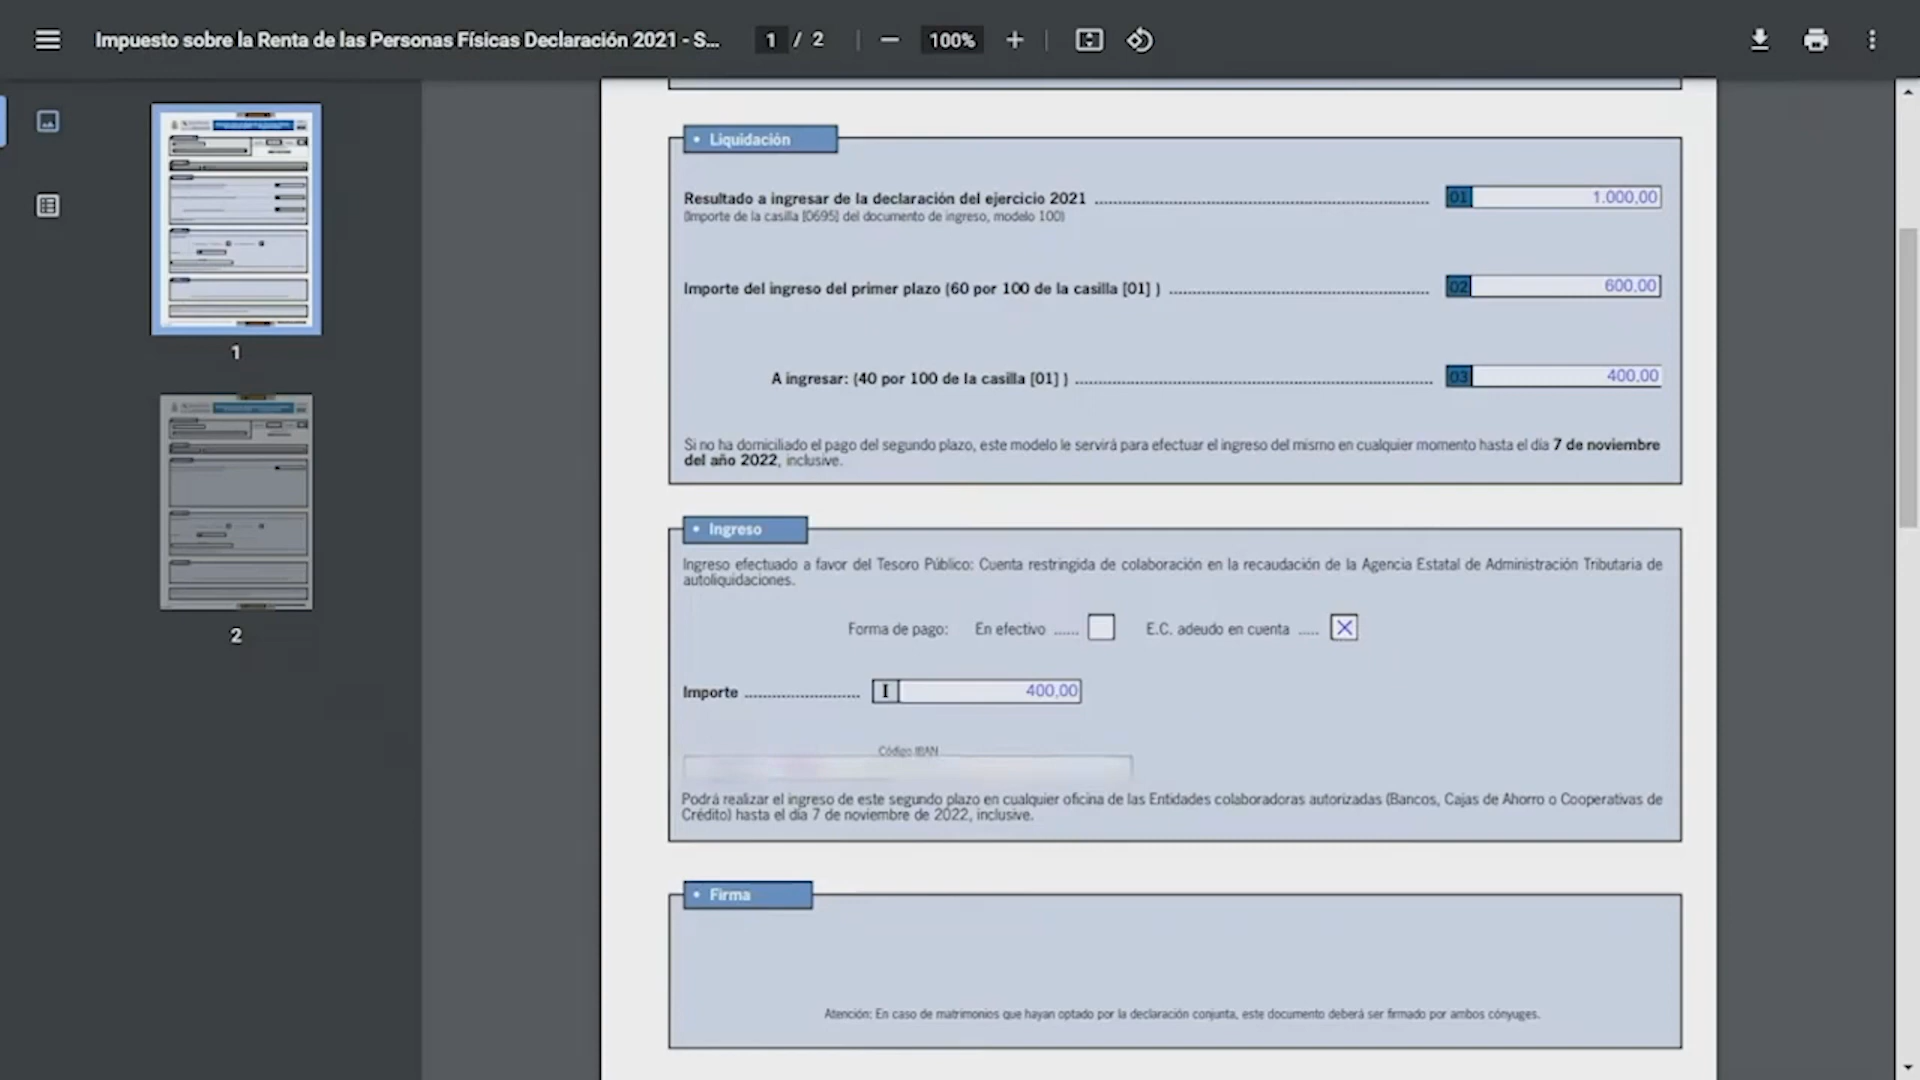 Impuesto sobre la Renta de las Personas Físicas Declaración 2021 - S...
1 / 2
100%
1
2
• Liquidación
Resultado a ingresar de la declaración del ejercicio 2021 01 1.000,00
(Importe de la casilla [0695] del documento de ingreso, modelo 100)
Importe del ingreso del primer plazo (60 por 100 de la casilla [01] ) 02 600,00
A ingresar: (40 por 100 de la casilla [01] ) 03 400,00
Si no ha domiciliado el pago del segundo plazo, este modelo le servirá para efectuar el ingreso del mismo en cualquier momento hasta el día 7 de noviembre
del año 2022, inclusive.
• Ingreso
Ingreso efectuado a favor del Tesoro Público: Cuenta restringida de colaboración en la recaudación de la Agencia Estatal de Administración Tributaria de
autoliquidaciones.
Forma de pago: En efectivo ...... E.C. adeudo en cuenta ..... X
Importe I 400,00
Código IBAN
Podrá realizar el ingreso de este segundo plazo en cualquier oficina de las Entidades colaboradoras autorizadas (Bancos, Cajas de Ahorro o Cooperativas de
Crédito) hasta el día 7 de noviembre de 2022, inclusive.
• Firma
Atención: En caso de matrimonios que hayan optado por la declaración conjunta, este documento deberá ser firmado por ambos cónyuges.